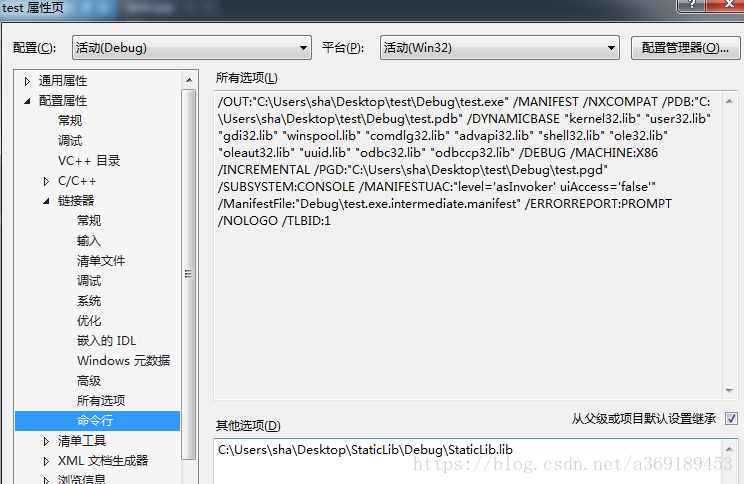 test 属性页
配置(C):
活动(Debug)
平台(P):
活动(Win32)
配置管理器(O)...
通用属性
配置属性
常规
调试
VC++ 目录
C/C++
链接器
常规
输入
清单文件
调试
系统
优化
嵌入的 IDL
Windows 元数据
高级
所有选项
命令行
清单工具
XML 文档生成器
浏览信息
所有选项(L)
/OUT:"C:\Users\sha\Desktop\test\Debug\test.exe" /MANIFEST /NXCOMPAT /PDB:"C:
\Users\sha\Desktop\test\Debug\test.pdb" /DYNAMICBASE "kernel32.lib" "user32.lib"
"gdi32.lib" "winspool.lib" "comdlg32.lib" "advapi32.lib" "shell32.lib" "ole32.lib"
"oleaut32.lib" "uuid.lib" "odbc32.lib" "odbccp32.lib" /DEBUG /MACHINE:X86
/INCREMENTAL /PGD:"C:\Users\sha\Desktop\test\Debug\test.pgd"
/SUBSYSTEM:CONSOLE /MANIFESTUAC:"level='asInvoker' uiAccess='false'"
/ManifestFile:"Debug\test.exe.intermediate.manifest" /ERRORREPORT:PROMPT
/NOLOGO /TLBID:1
从父级或项目默认设置继承
其他选项(D)
C:\Users\sha\Desktop\StaticLib\Debug\StaticLib.lib
https://blog.csdn.net/a369189453